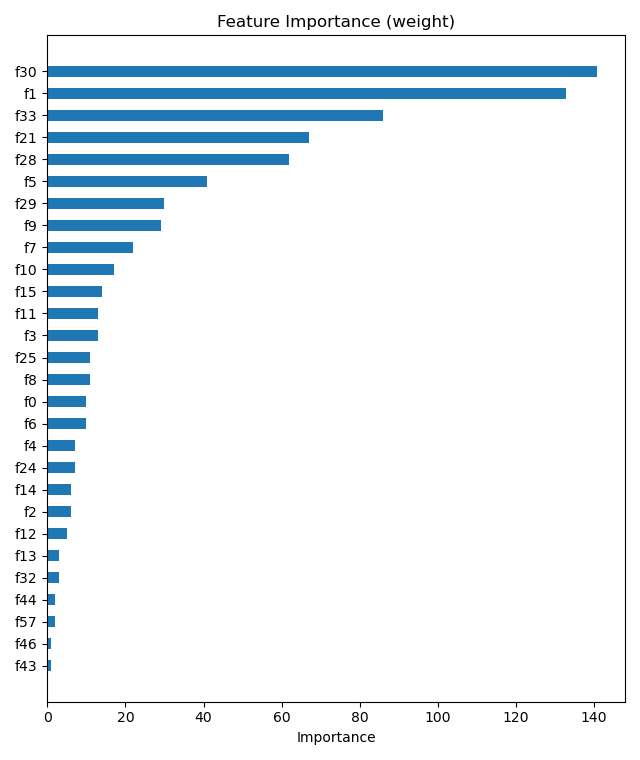 Feature Importance (weight)
f30
f1
f33
f21
f28
f5
f29
f9
f7
f10
f15
f11
f3
f25
f8
f0
f6
f4
f24
f14
f2
f12
f13
f32
f44
f57
f46
f43
0 20 40 60 80 100 120 140
Importance